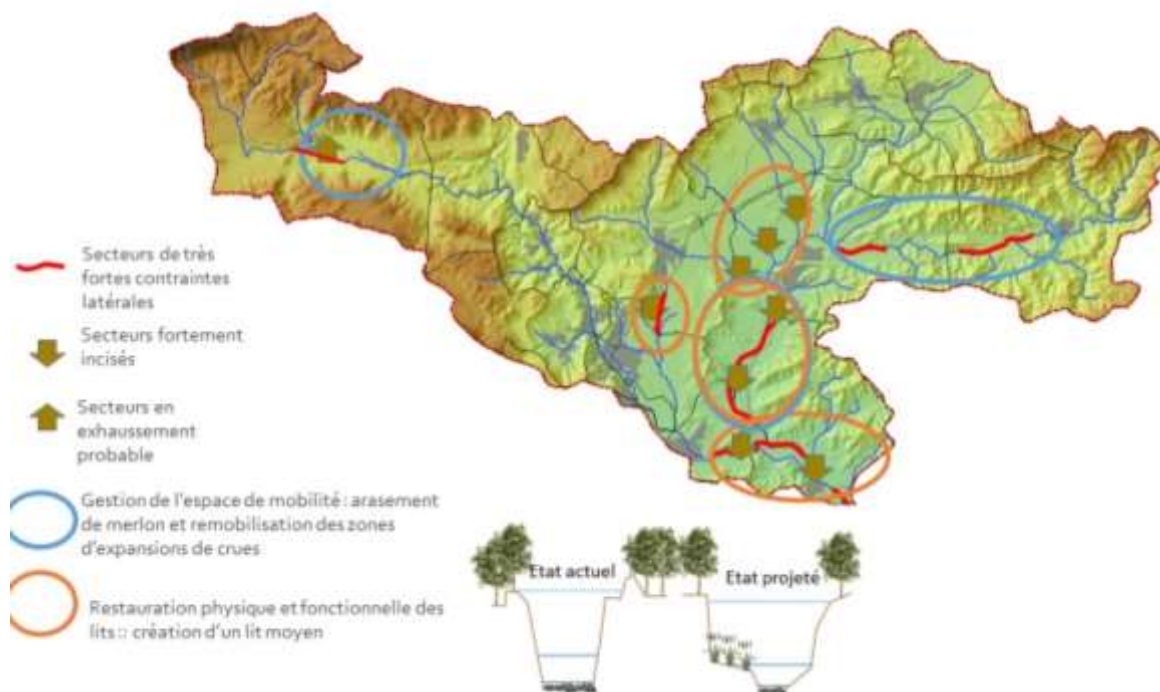 Secteurs de très
fortes contraintes
latérales
Secteurs fortement
incisés
Secteurs en
exhaussement
probable
Gestion de l'espace de mobilité : arasement
de merlon et remobilisation des zones
d'expansions de crues
Restauration physique et fonctionnelle des
lits :: création d'un lit moyen
Etat actuel
Etat projeté